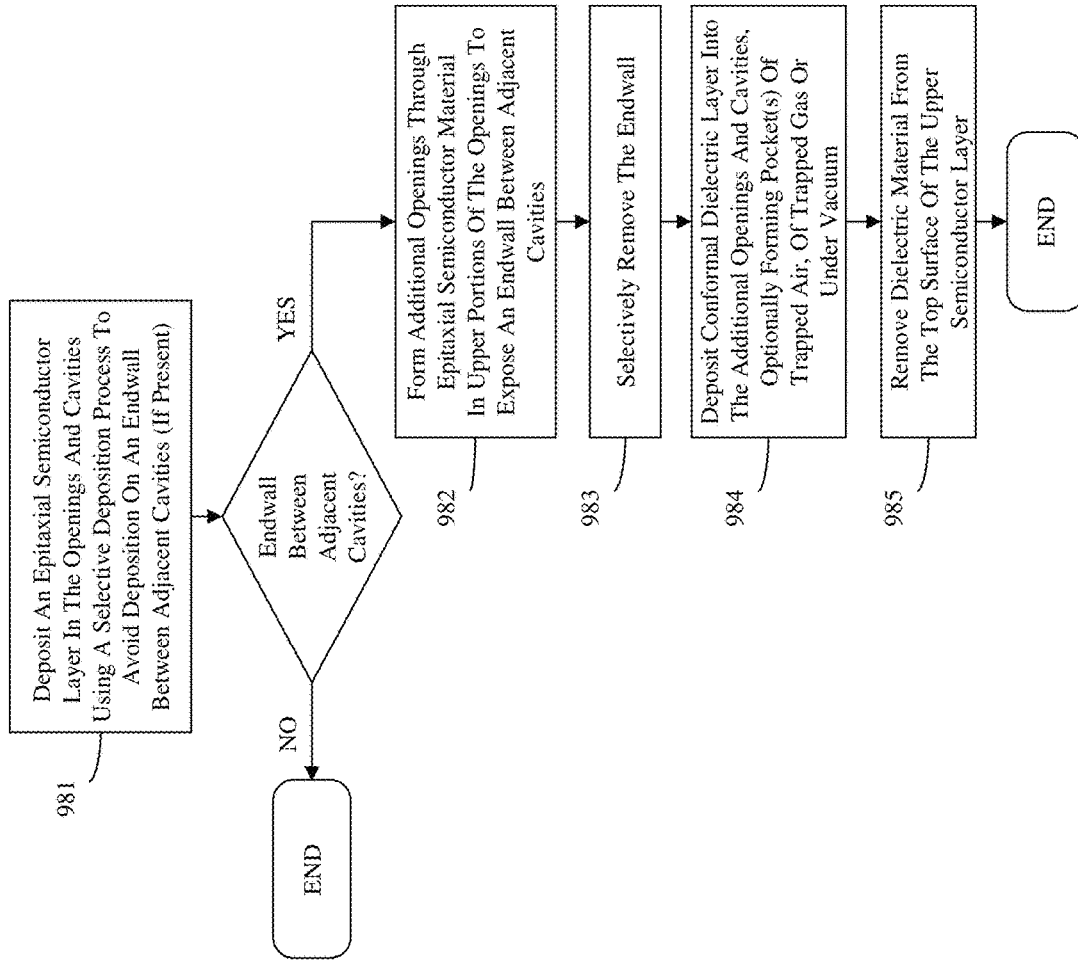 Deposit An Epitaxial Semiconductor
Layer In The Openings And Cavities
Using A Selective Deposition Process To
Avoid Deposition On An Endwall
Between Adjacent Cavities (If Present)
981
Endwall
Between
Adjacent
Cavities?
NO
END
YES
Form Additional Openings Through
Epitaxial Semiconductor Material
In Upper Portions Of The Openings To
Expose An Endwall Between Adjacent
Cavities
982
Selectively Remove The Endwall
983
Deposit Conformal Dielectric Layer Into
The Additional Openings And Cavities,
Optionally Forming Pocket(s) Of
Trapped Air, Of Trapped Gas Or
Under Vacuum
984
Remove Dielectric Material From
The Top Surface Of The Upper
Semiconductor Layer
985
END